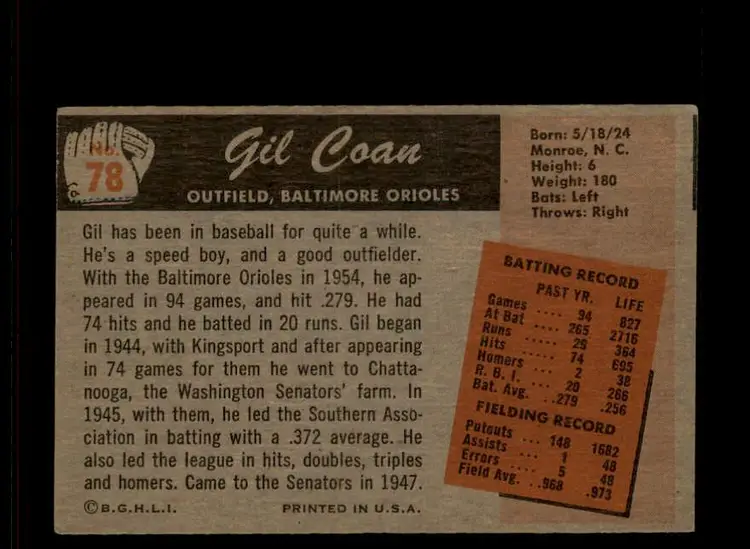 No.
78
Gil Coan
OUTFIELD, BALTIMORE ORIOLES
Born: 5/18/24
Monroe, N. C.
Height: 6
Weight: 180
Bats: Left
Throws: Right
Gil has been in baseball for quite a while.
He's a speed boy, and a good outfielder.
With the Baltimore Orioles in 1954, he ap-
peared in 94 games, and hit .279. He had
74 hits and he batted in 20 runs. Gil began
in 1944, with Kingsport and after appearing
in 74 games for them he went to Chatta-
nooga, the Washington Senators' farm. In
1945, with them, he led the Southern Asso-
ciation in batting with a .372 average. He
also led the league in hits, doubles, triples
and homers. Came to the Senators in 1947.
BATTING RECORD
PAST YR. LIFE
Games .... 94 827
At Bat .... 265 2716
Runs ..... 29 364
Hits ..... 74 695
Homers ... 2 38
R. B. I. ... 20 266
Bat. Avg. .. .279 .256
FIELDING RECORD
Putouts ... 148 1682
Assists ... 1 48
Errors .... 5 48
Field Avg. .. .968 .973
©B.G.H.L.I. PRINTED IN U.S.A.